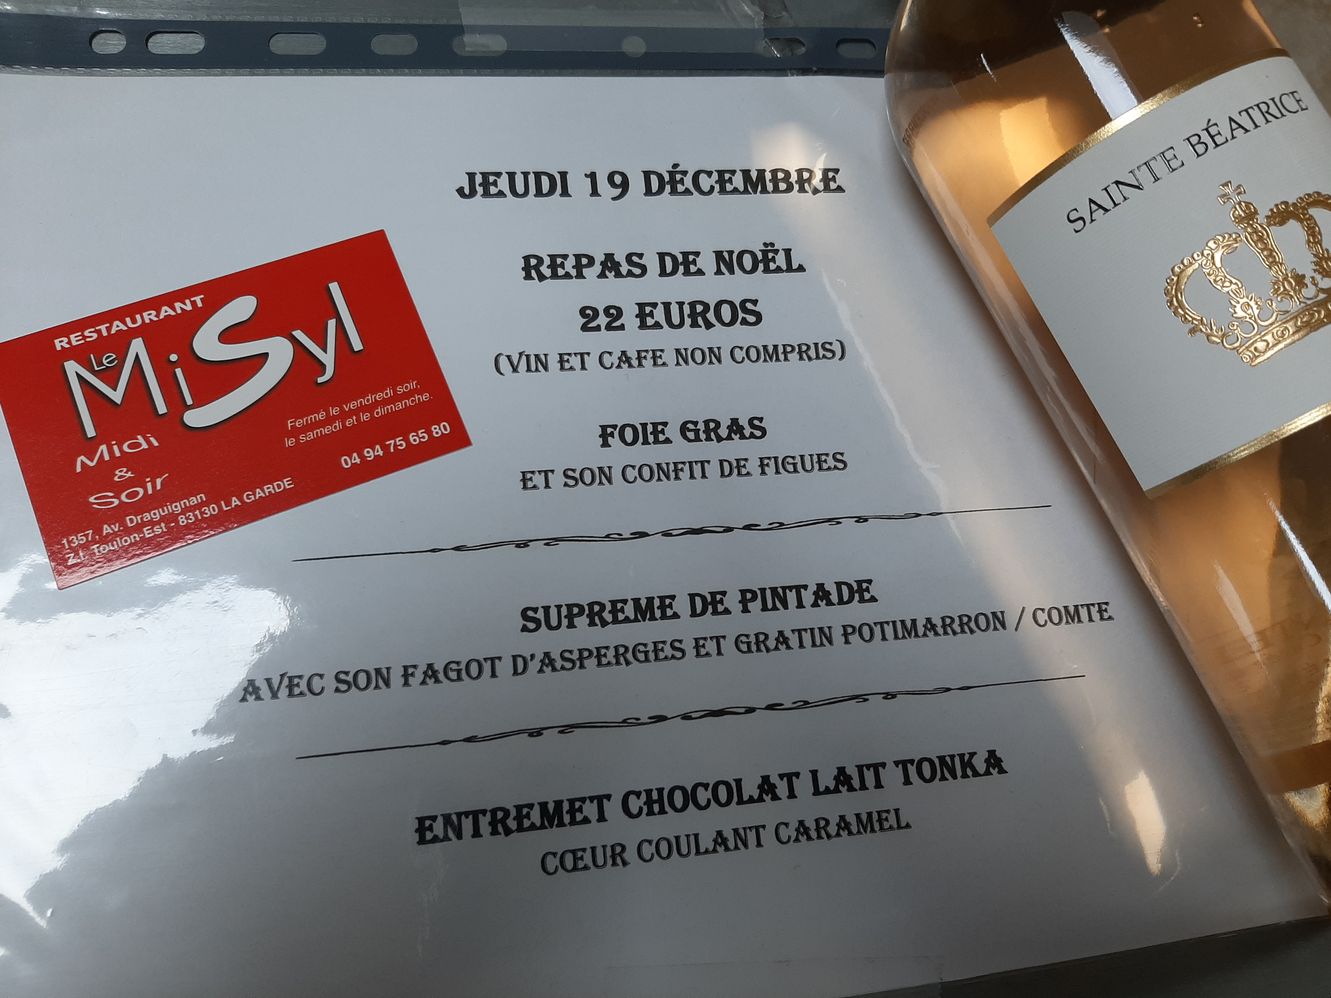 JEUDI 19 DÉCEMBRE
REPAS DE NOËL
22 EUROS
(VIN ET CAFE NON COMPRIS)
FOIE GRAS
ET SON CONFIT DE FIGUES
SUPREME DE PINTADE
AVEC SON FAGOT D'ASPERGES ET GRATIN POTIMARRON / COMTE
ENTREMET CHOCOLAT LAIT TONKA
CŒUR COULANT CARAMEL
RESTAURANT
Le MiSyl
Midi
&
Soir
Fermé le vendredi soir,
le samedi et le dimanche.
04 94 75 65 80
1357, Av. Draguignan
Z.I. Toulon-Est - 83130 LA GARDE
SAINTE BÉATRICE